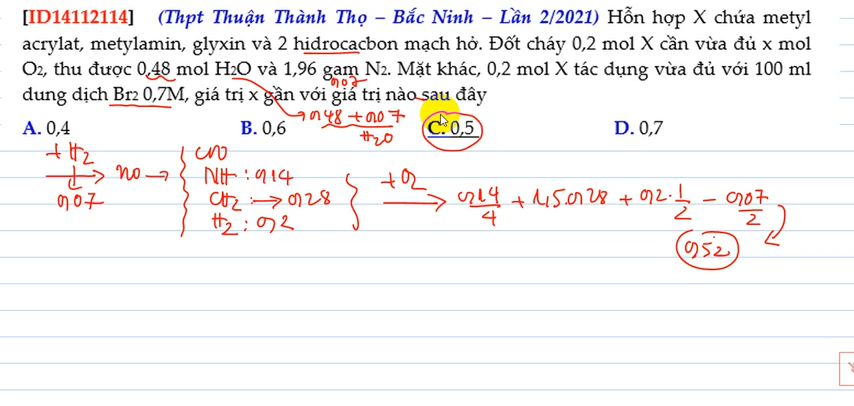 [ID14112114] (Thpt Thuận Thành Thọ – Bắc Ninh – Lần 2/2021) Hỗn hợp X chứa metyl
acrylat, metylamin, glyxin và 2 hidrocacbon mạch hở. Đốt cháy 0,2 mol X cần vừa đủ x mol
O2, thu được 0,48 mol H2O và 1,96 gam N2. Mặt khác, 0,2 mol X tác dụng vừa đủ với 100 ml
0,07
dung dịch Br2 0,7M, giá trị x gần với giá trị nào sau đây
0,48 + 0,07
H2O
A. 0,4 B. 0,6 C. 0,5 D. 0,7
+ H2
0,07
no →
NH: 0,14
CH2: → 0,28
H2: 0,2
+ O2
0,14/4 + 1,5.0,28 + 0,2.1/2 - 0,07/2
0,52